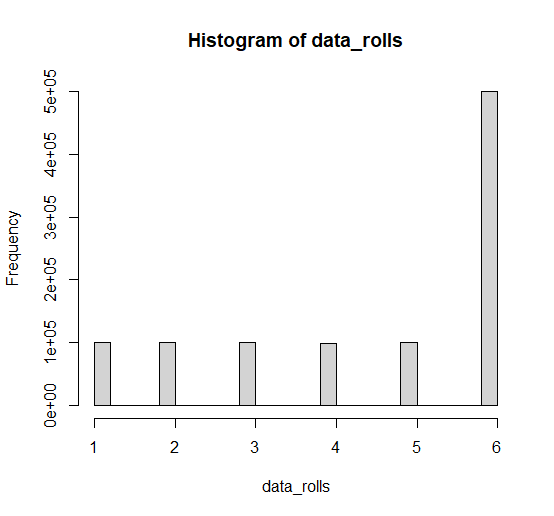 Histogram of data_rolls
Frequency
5e+05
4e+05
3e+05
2e+05
1e+05
0e+00
1 2 3 4 5 6
data_rolls